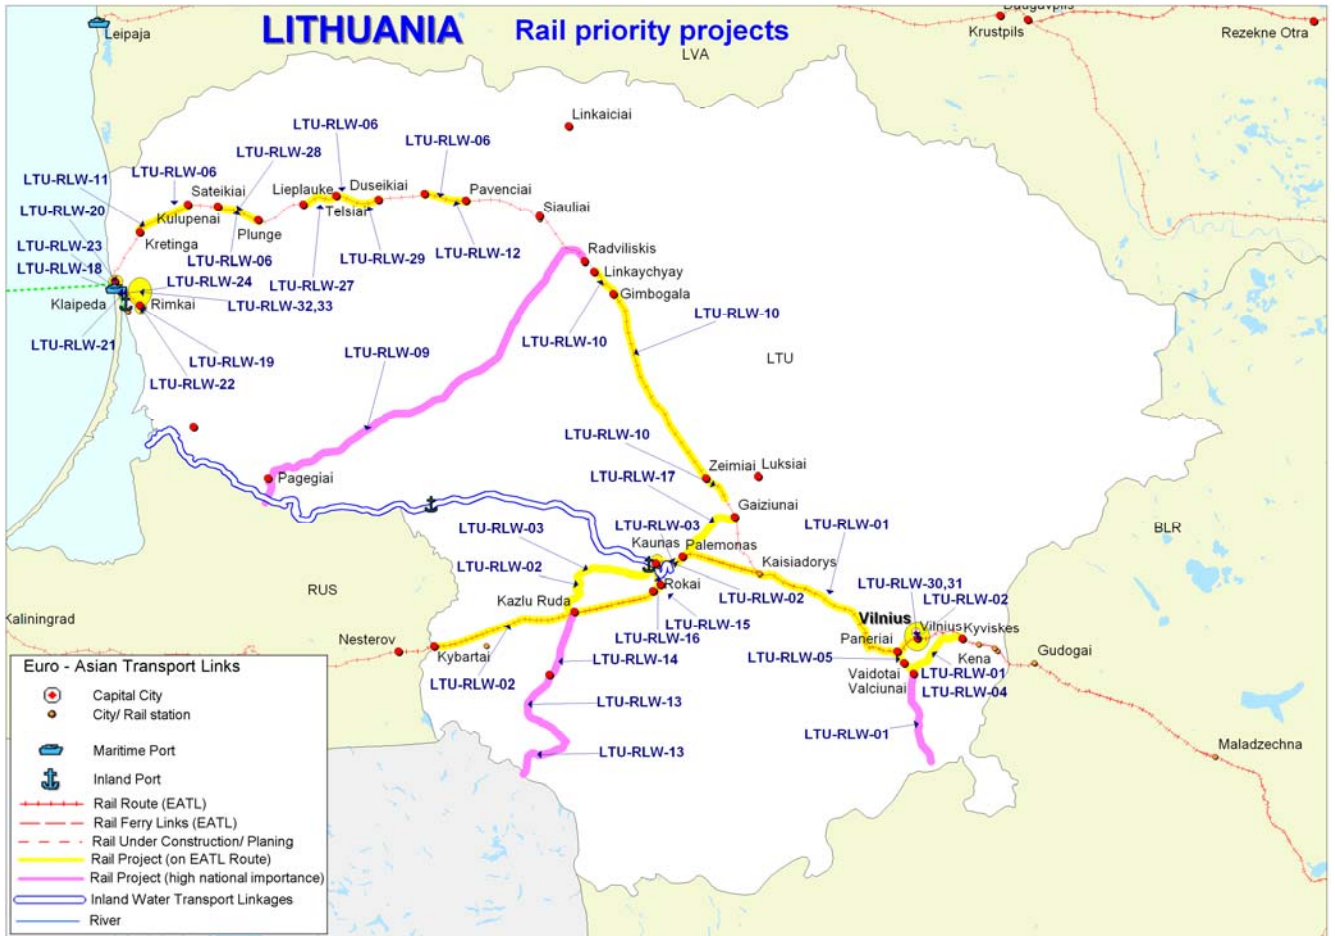 LITHUANIA Rail priority projects
Daugavpils
Leipaja
Krustpils
Rezekne Otra
LVA
Linkaiciai
LTU-RLW-06
LTU-RLW-06
LTU-RLW-28
LTU-RLW-06
LTU-RLW-11
Sateikiai
Lieplauke
Duseikiai
Pavenciai
LTU-RLW-20
Kulupenai
Telsiai
Siauliai
Plunge
Kretinga
LTU-RLW-23
LTU-RLW-06
LTU-RLW-29
LTU-RLW-12
Radviliskis
LTU-RLW-18
LTU-RLW-24
LTU-RLW-27
Linkaychyay
Klaipeda
Rimkai
LTU-RLW-32,33
Gimbogala
LTU-RLW-10
LTU-RLW-21
LTU-RLW-10
LTU-RLW-19
LTU-RLW-09
LTU
LTU-RLW-22
LTU-RLW-10
Zeimiai
Luksiai
Pagegiai
LTU-RLW-17
Gaiziunai
LTU-RLW-03
LTU-RLW-03
LTU-RLW-01
BLR
Kaunas
Palemonas
Kaisiadorys
LTU-RLW-02
RUS
Rokai
LTU-RLW-30,31
Kazlu Ruda
LTU-RLW-02
LTU-RLW-02
Kaliningrad
LTU-RLW-15
Vilnius
Vilnius
Kyviskes
Nesterov
LTU-RLW-16
Paneriai
Kybartai
LTU-RLW-14
LTU-RLW-05
Kena
Gudogai
LTU-RLW-02
Vaidotai
LTU-RLW-01
Valciunai
LTU-RLW-04
LTU-RLW-13
LTU-RLW-01
LTU-RLW-13
Maladzechna
Euro - Asian Transport Links
Capital City
City/ Rail station
Maritime Port
Inland Port
Rail Route (EATL)
Rail Ferry Links (EATL)
Rail Under Construction/ Planing
Rail Project (on EATL Route)
Rail Project (high national importance)
Inland Water Transport Linkages
River